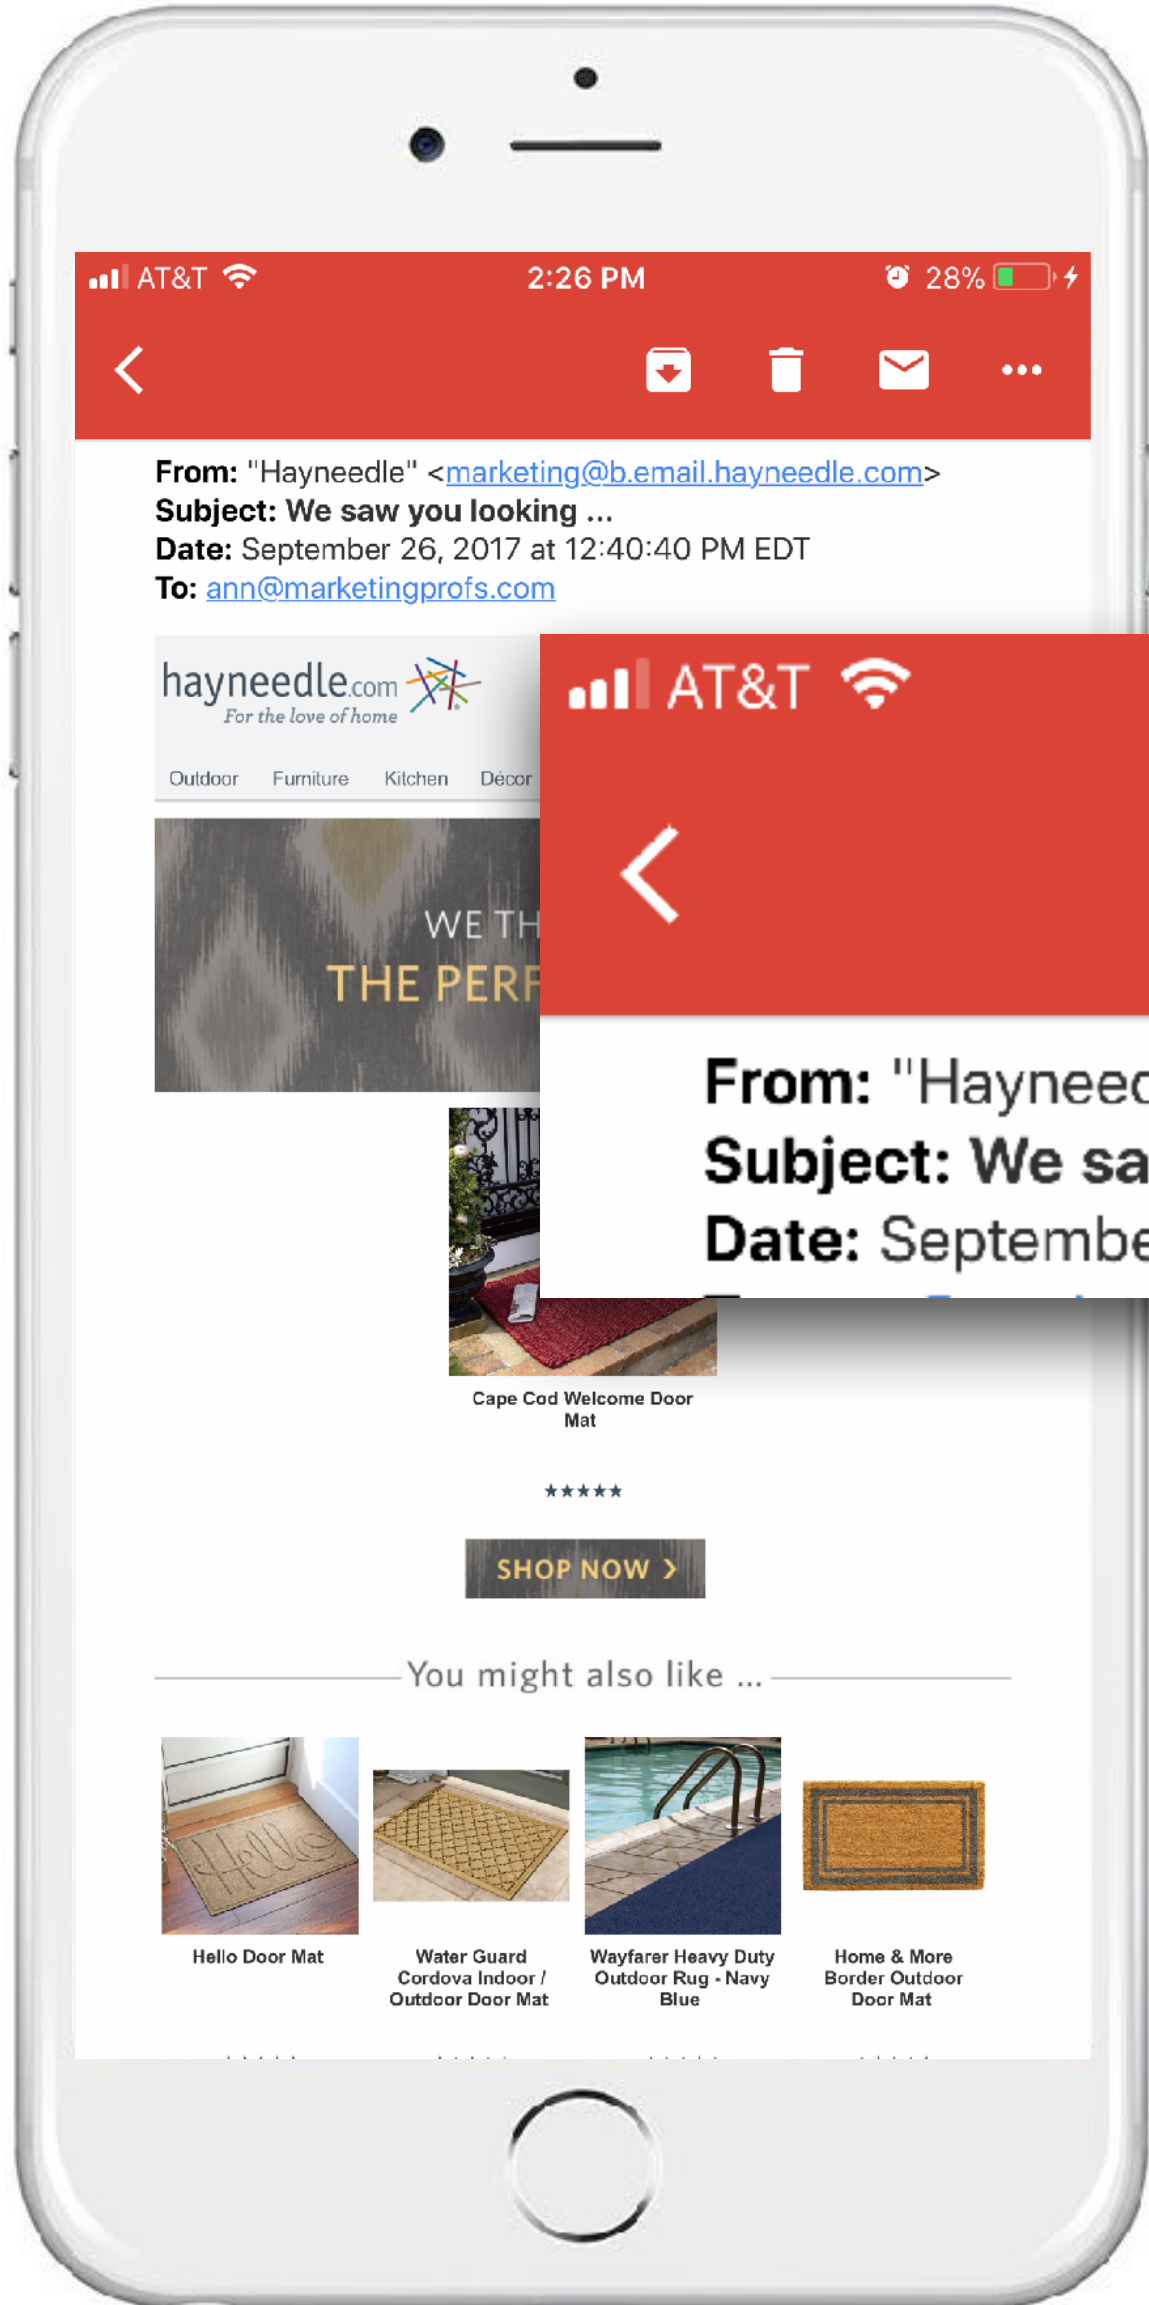 AT&T 2:26 PM 28%
From: "Hayneedle" <marketing@b.email.hayneedle.com>
Subject: We saw you looking ...
Date: September 26, 2017 at 12:40:40 PM EDT
To: ann@marketingprofs.com
hayneedle.com
For the love of home
Outdoor Furniture Kitchen Décor
WE TH
THE PERF
AT&T
From: "Hayneed
Subject: We sa
Date: Septembe
Cape Cod Welcome Door
Mat
★★★★★
SHOP NOW >
You might also like ...
Hello
Hello Door Mat
Water Guard
Cordova Indoor /
Outdoor Door Mat
Wayfarer Heavy Duty
Outdoor Rug - Navy
Blue
Home & More
Border Outdoor
Door Mat